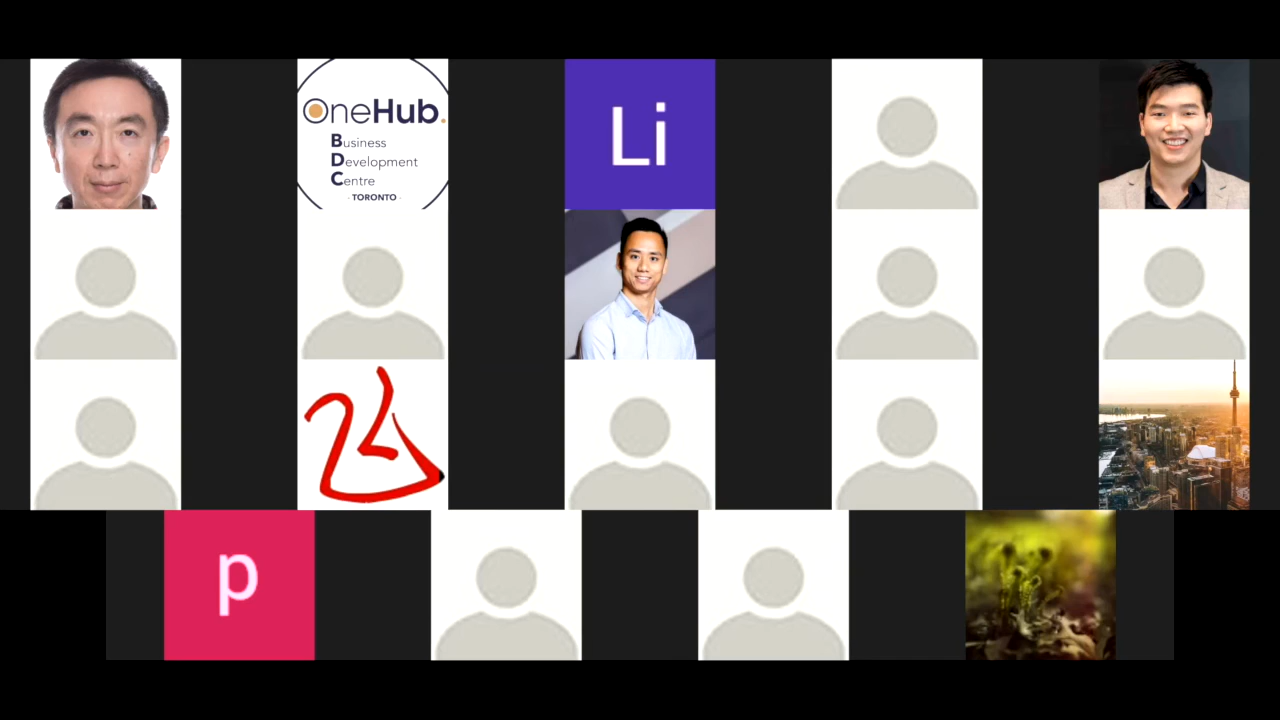 OneHub.
Business
Development
Centre
- TORONTO -
Li
p